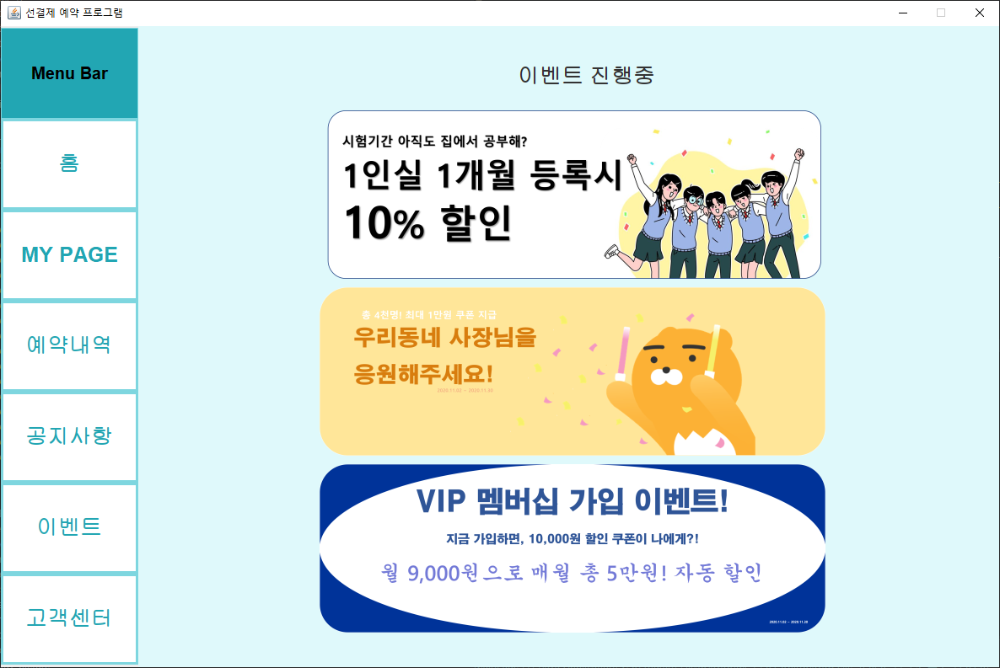 선결제 예약 프로그램
Menu Bar
홈
MY PAGE
예약내역
공지사항
이벤트
고객센터
이벤트 진행중
시험기간 아직도 집에서 공부해?
1인실 1개월 등록시
10% 할인
총 4천명! 최대 1만원 쿠폰 지급
우리동네 사장님을
응원해주세요!
2020.11.02 ~ 2020.11.30
VIP 멤버십 가입 이벤트!
지금 가입하면, 10,000원 할인 쿠폰이 나에게?!
월 9,000원으로 매월 총 5만원! 자동 할인
2020.11.02 ~ 2020.11.30